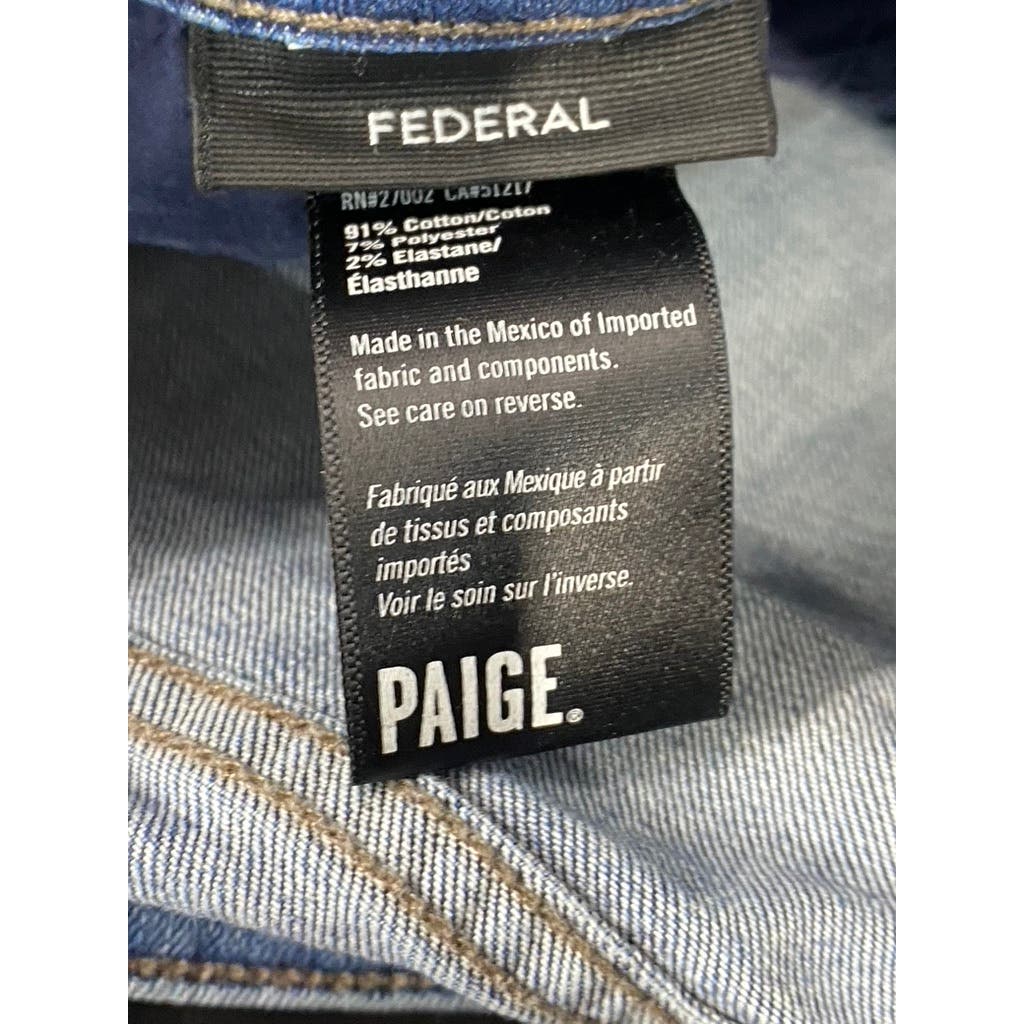 FEDERAL
RN#27002 CA#51217
91% Cotton/Coton
7% Polyester
2% Elastane/
Élasthanne
Made in the Mexico of Imported
fabric and components.
See care on reverse.
Fabriqué aux Mexique à partir
de tissus et composants
importés
Voir le soin sur l'inverse.
PAIGE®